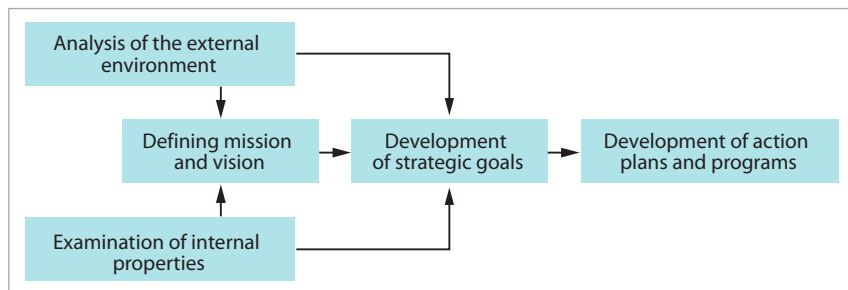 Analysis of the external
environment
Defining mission
and vision
Development
of strategic goals
Development of action
plans and programs
Examination of internal
properties